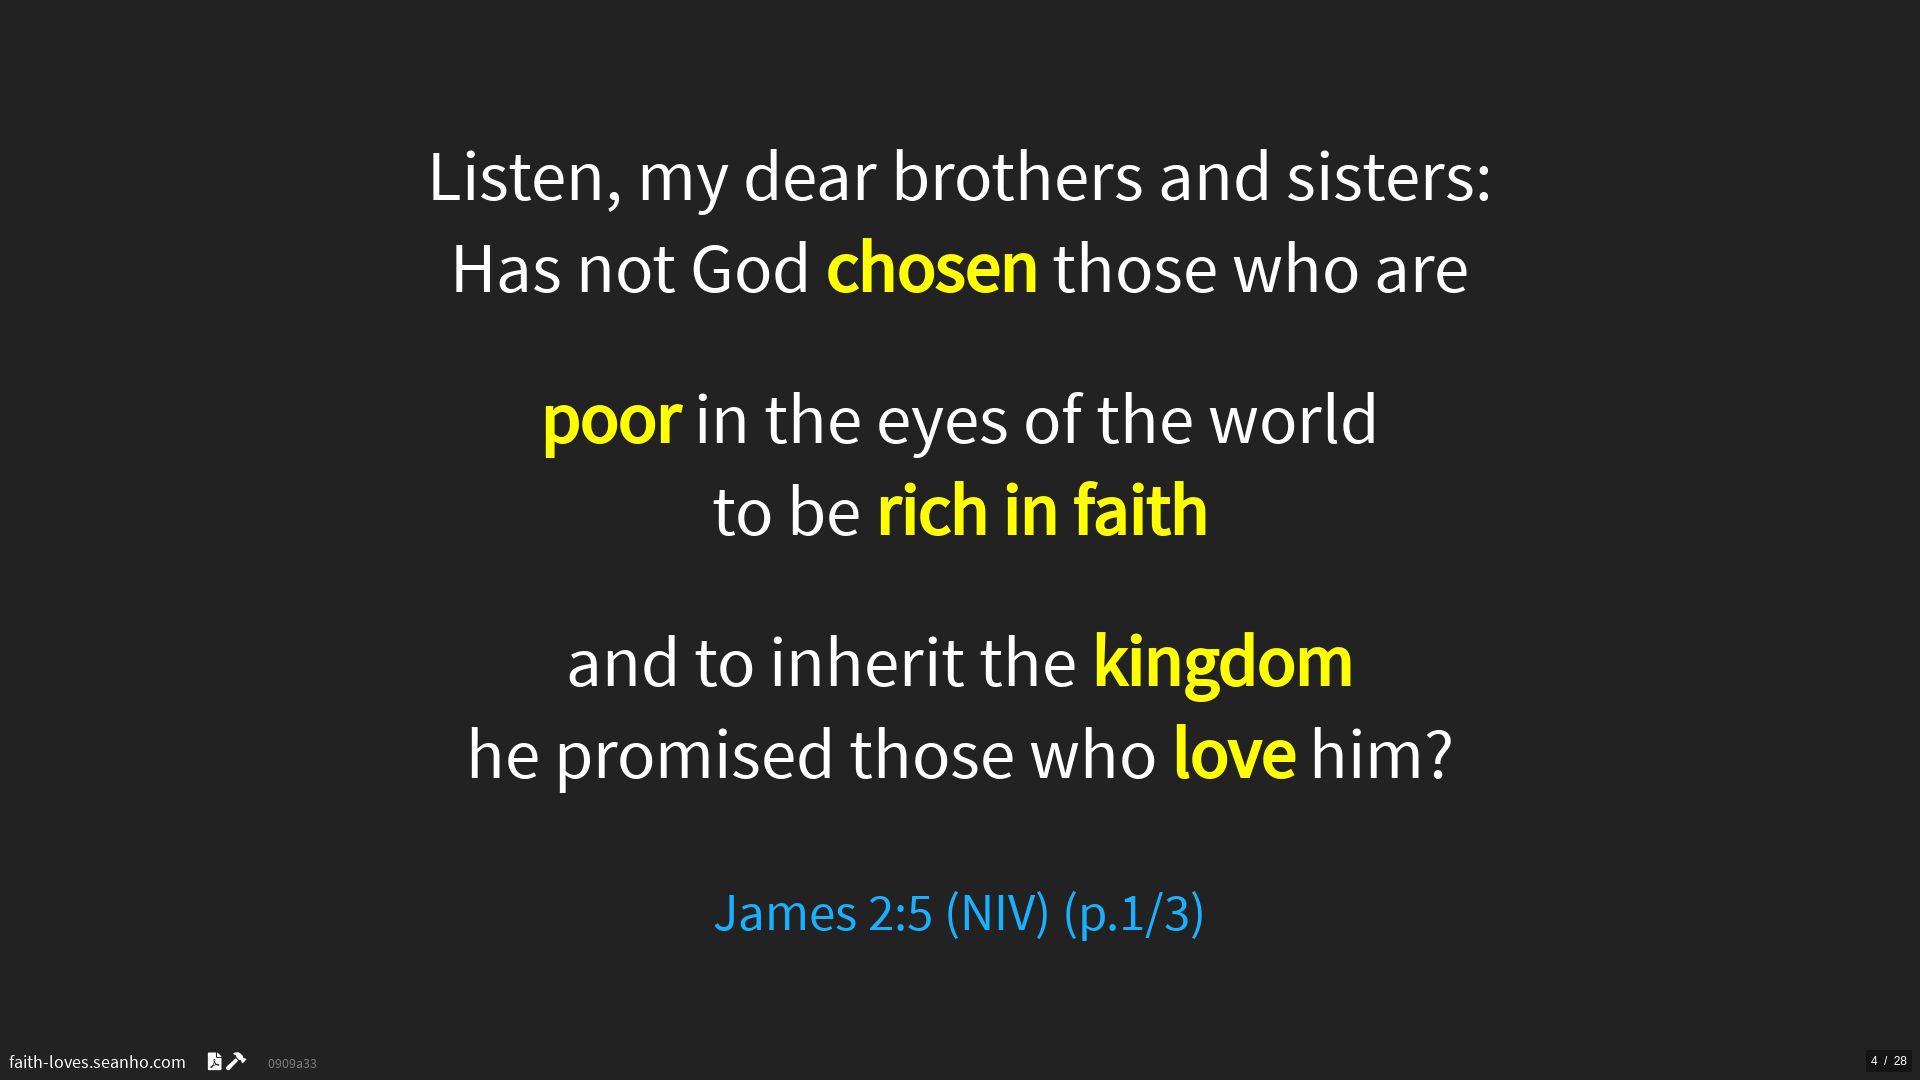 Listen, my dear brothers and sisters:
Has not God chosen those who are
poor in the eyes of the world
to be rich in faith
and to inherit the kingdom
he promised those who love him?
James 2:5 (NIV) (p.1/3)
faith-loves.seanho.com 0909a33
4 / 28